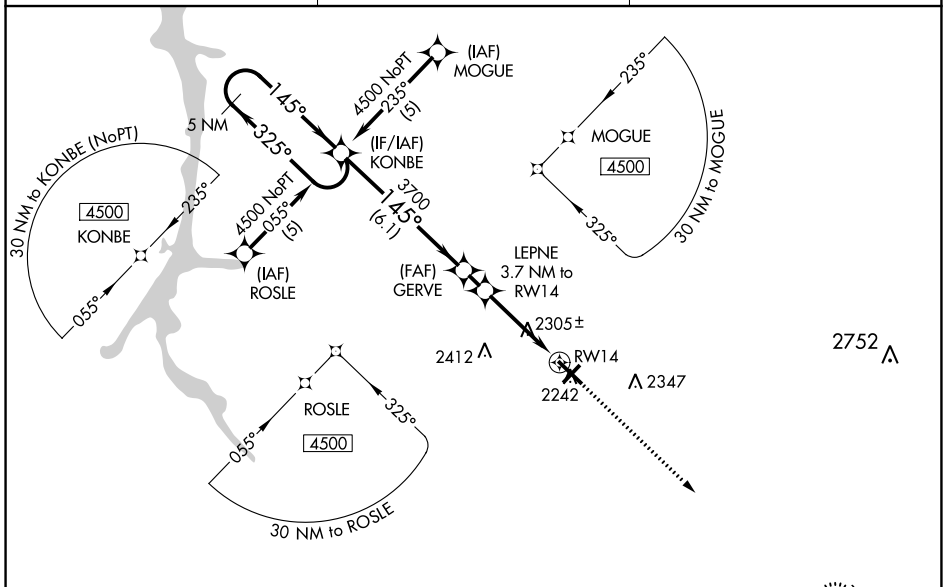 (IAF)
MOGUE
4500 NoPT
235°
(5)
145°
5 NM
325°
(IF/IAF)
KONBE
4500 NoPT
055°
(5)
(IAF)
ROSLE
3700
145°
(6.1)
30 NM to KONBE (NoPT)
4500
KONBE
235°
055°
235°
MOGUE
4500
325°
30 NM to MOGUE
(FAF)
GERVE
LEPNE
3.7 NM to
RW14
2305±
2412
RW14
2242
2347
2752
ROSLE
4500
055°
325°
30 NM to ROSLE